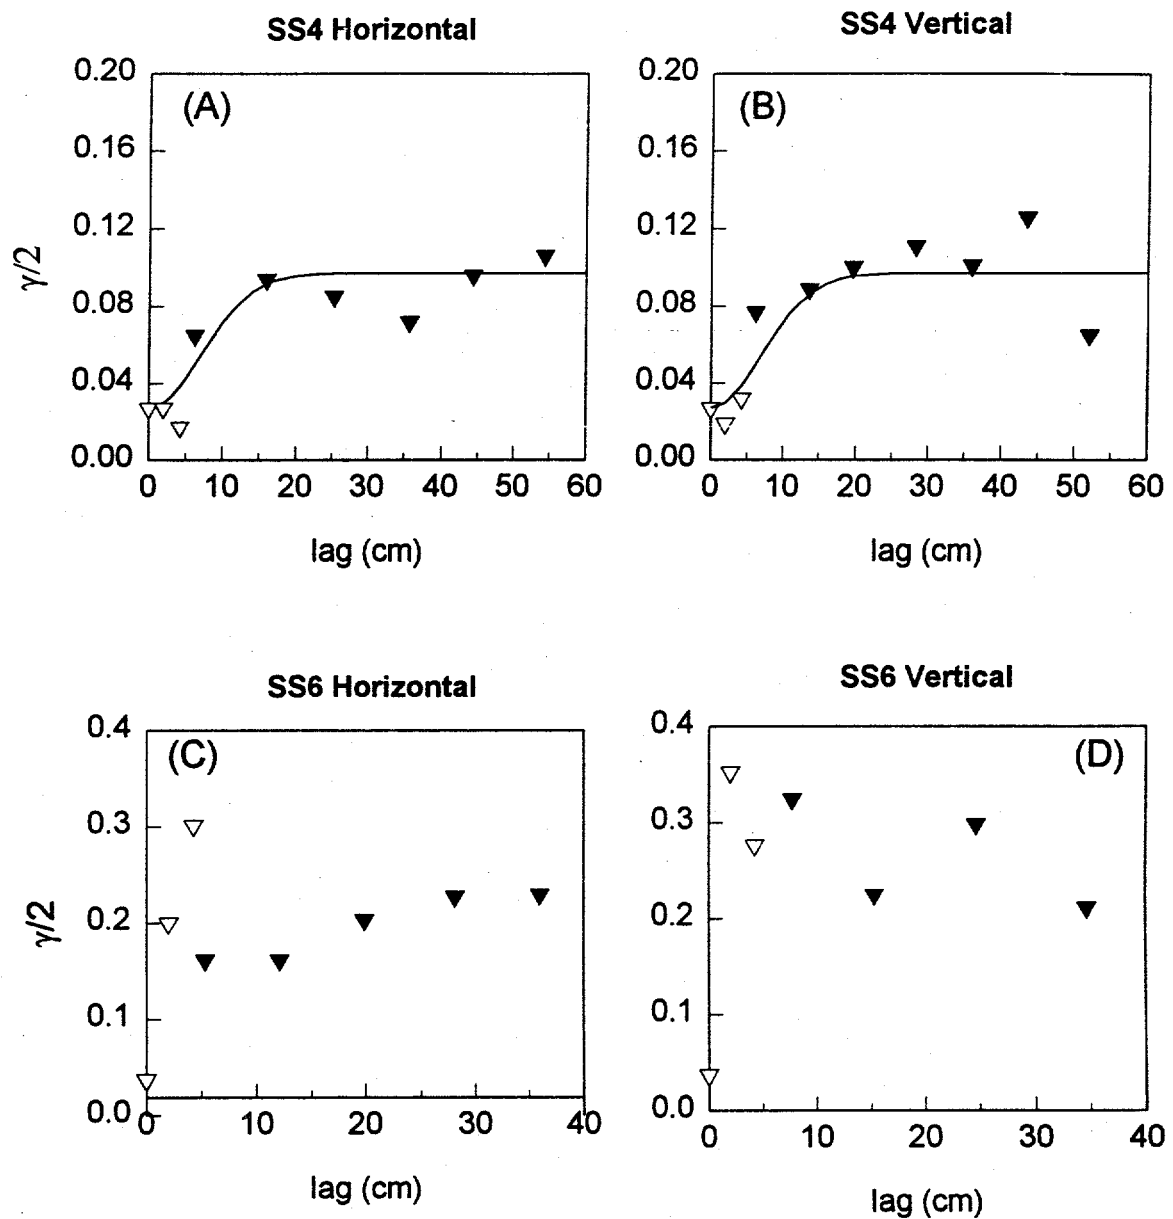 SS4 Horizontal
(A)
γ/2
0.20
0.16
0.12
0.08
0.04
0.00
0 10 20 30 40 50 60
lag (cm)
SS4 Vertical
(B)
0.20
0.16
0.12
0.08
0.04
0.00
0 10 20 30 40 50 60
lag (cm)
SS6 Horizontal
(C)
γ/2
0.4
0.3
0.2
0.1
0.0
0 10 20 30 40
lag (cm)
SS6 Vertical
(D)
0.4
0.3
0.2
0.1
0.0
0 10 20 30 40
lag (cm)